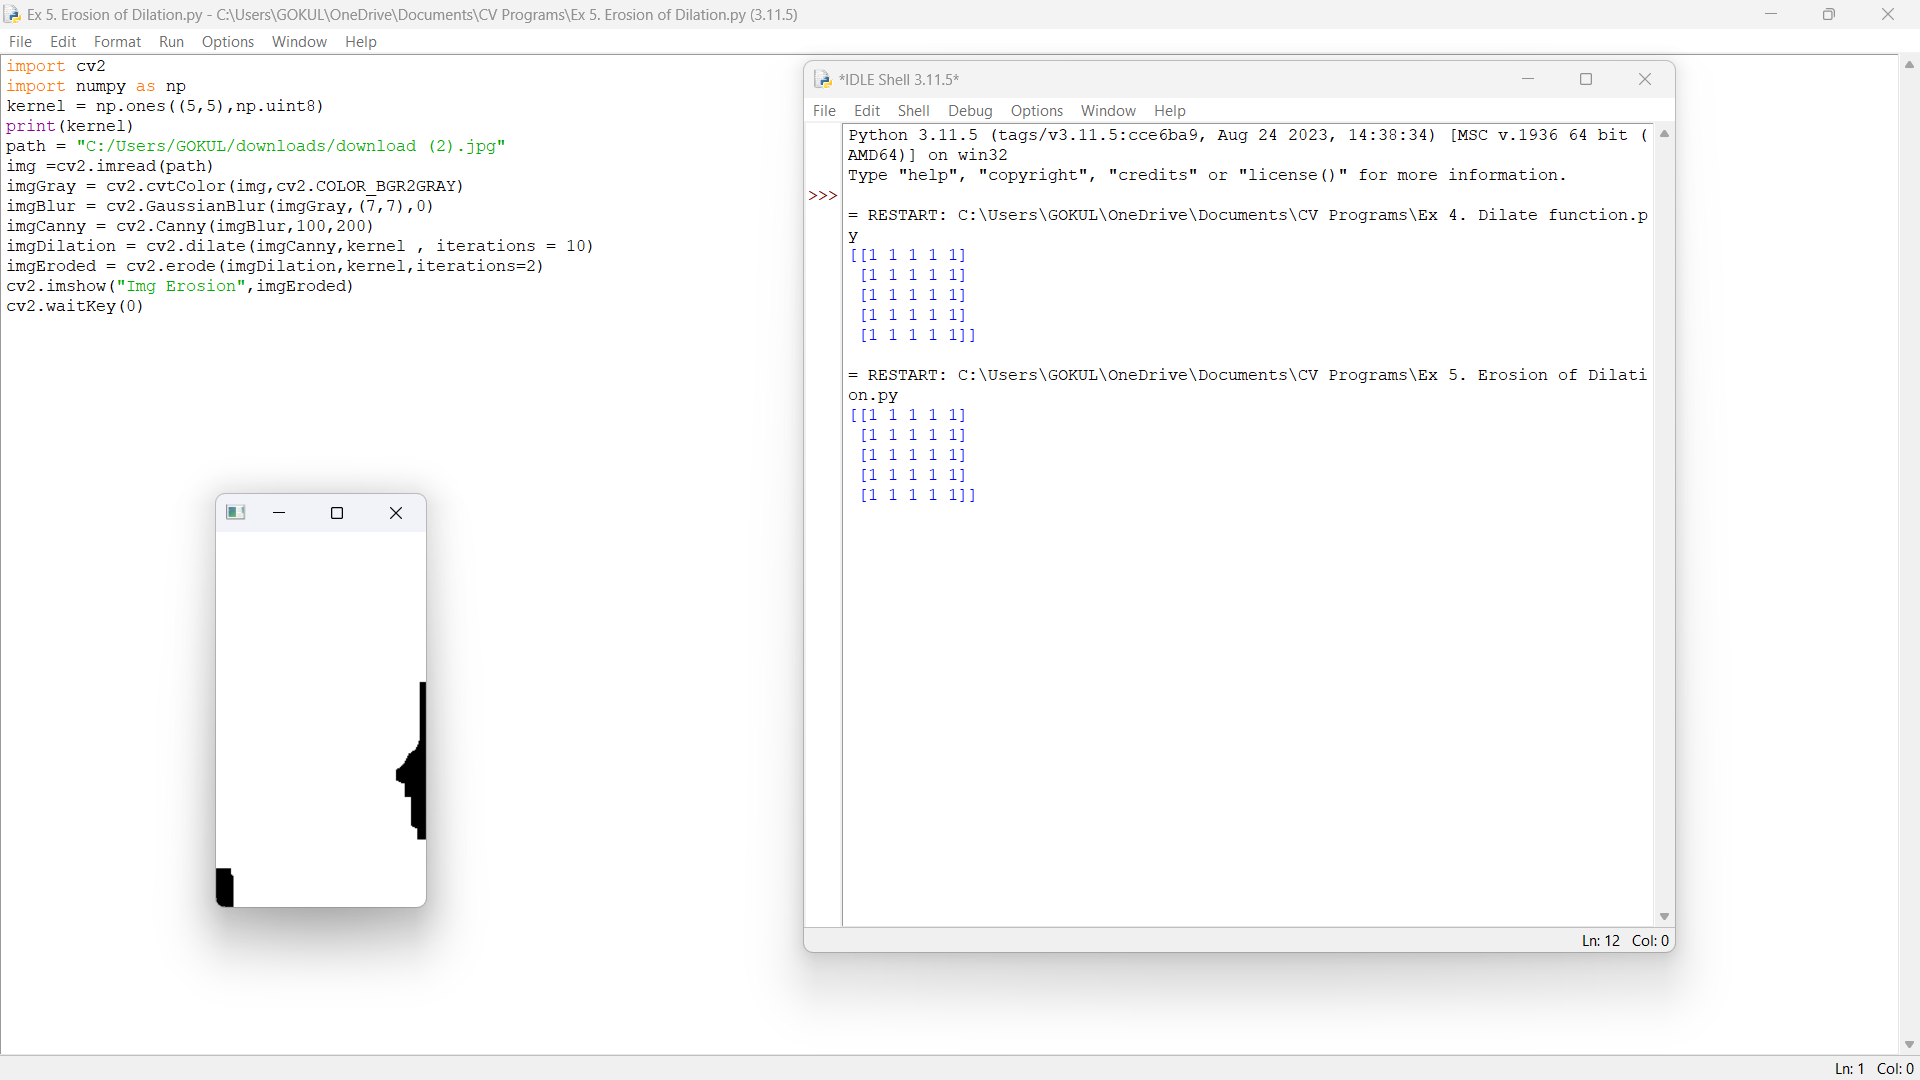 Ex 5. Erosion of Dilation.py - C:\Users\GOKUL\OneDrive\Documents\CV Programs\Ex 5. Erosion of Dilation.py (3.11.5)
File Edit Format Run Options Window Help
import cv2
import numpy as np
kernel = np.ones((5,5),np.uint8)
print(kernel)
path = "C:/Users/GOKUL/downloads/download (2).jpg"
img =cv2.imread(path)
imgGray = cv2.cvtColor(img,cv2.COLOR_BGR2GRAY)
imgBlur = cv2.GaussianBlur(imgGray,(7,7),0)
imgCanny = cv2.Canny(imgBlur,100,200)
imgDilation = cv2.dilate(imgCanny,kernel , iterations = 10)
imgEroded = cv2.erode(imgDilation,kernel,iterations=2)
cv2.imshow("Img Erosion",imgEroded)
cv2.waitKey(0)
*IDLE Shell 3.11.5*
File Edit Shell Debug Options Window Help
Python 3.11.5 (tags/v3.11.5:cce6ba9, Aug 24 2023, 14:38:34) [MSC v.1936 64 bit (
AMD64)] on win32
Type "help", "copyright", "credits" or "license()" for more information.
>>>
= RESTART: C:\Users\GOKUL\OneDrive\Documents\CV Programs\Ex 4. Dilate function.p
y
[[1 1 1 1 1]
 [1 1 1 1 1]
 [1 1 1 1 1]
 [1 1 1 1 1]
 [1 1 1 1 1]]
= RESTART: C:\Users\GOKUL\OneDrive\Documents\CV Programs\Ex 5. Erosion of Dilati
on.py
[[1 1 1 1 1]
 [1 1 1 1 1]
 [1 1 1 1 1]
 [1 1 1 1 1]
 [1 1 1 1 1]]
Ln: 12 Col: 0
Ln: 1 Col: 0